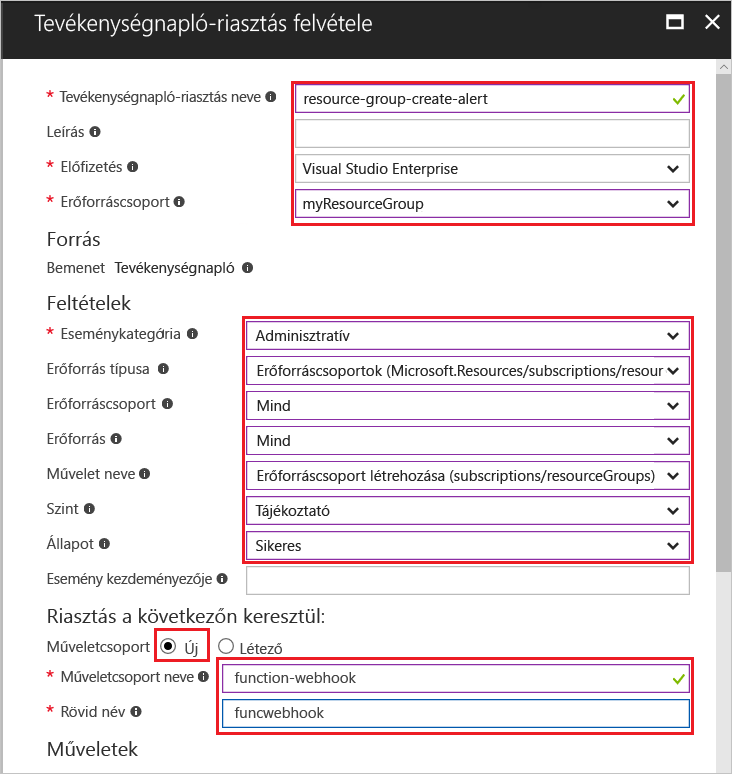 Tevékenységnapló-riasztás felvétele
* Tevékenységnapló-riasztás neve resource-group-create-alert
Leírás
* Előfizetés Visual Studio Enterprise
* Erőforráscsoport myResourceGroup
Forrás
Bemenet Tevékenységnapló
Feltételek
* Eseménykategória Adminisztratív
Erőforrás típusa Erőforráscsoportok (Microsoft.Resources/subscriptions/resour
Erőforráscsoport Mind
Erőforrás Mind
Művelet neve Erőforráscsoport létrehozása (subscriptions/resourceGroups)
Szint Tájékoztató
Állapot Sikeres
Esemény kezdeményezője
Riasztás a következőn keresztül:
Műveletcsoport Új Létező
* Műveletcsoport neve function-webhook
* Rövid név funcwebhook
Műveletek